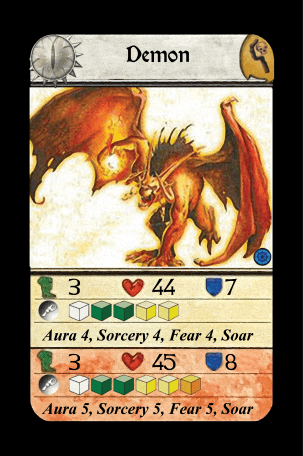 Demon
3 44 7
Aura 4, Sorcery 4, Fear 4, Soar
3 45 8
Aura 5, Sorcery 5, Fear 5, Soar